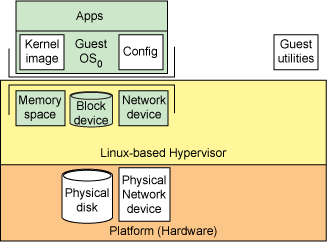 Apps
Kernel
image
Guest
OS0
Config
Guest
utilities
Memory
space
Block
device
Network
device
Linux-based Hypervisor
Physical
disk
Physical
Network
device
Platform (Hardware)